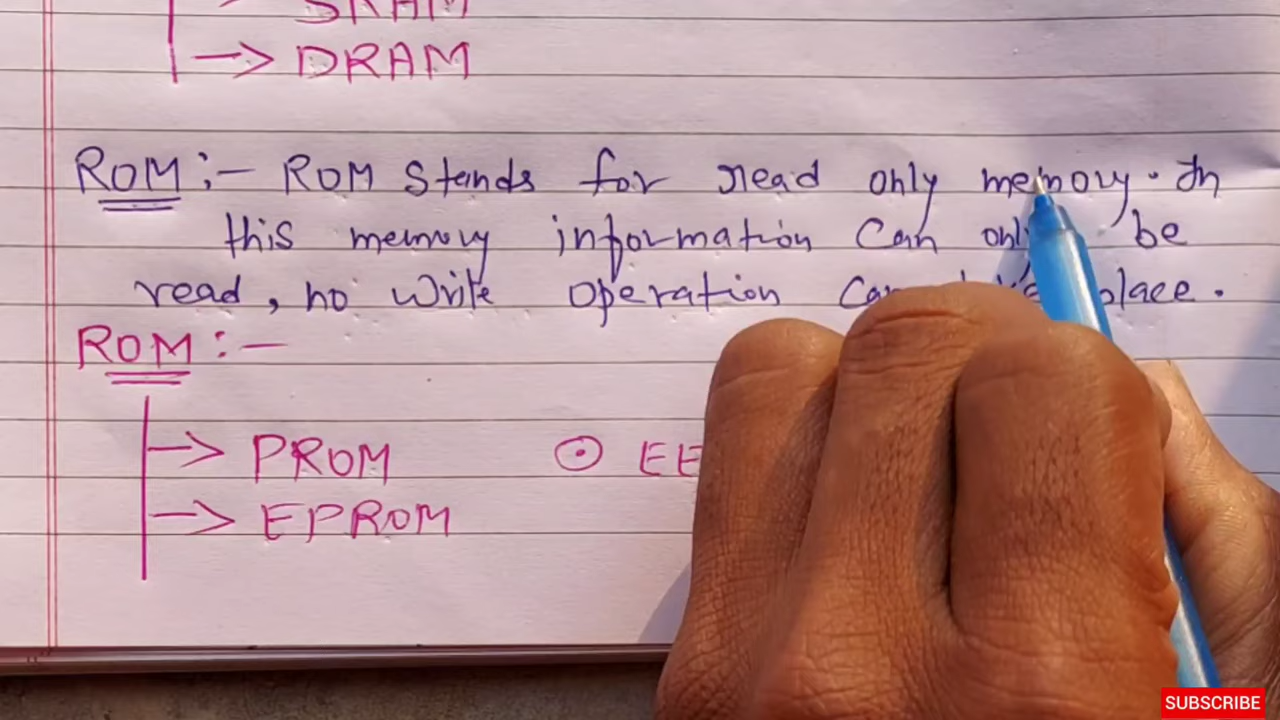 SRAM
→ DRAM
ROM :- ROM stands for read only memory. In
this memory information can only be
read, no write operation can place.
ROM :-
→ PROM ⊙ EE
→ EPROM
SUBSCRIBE